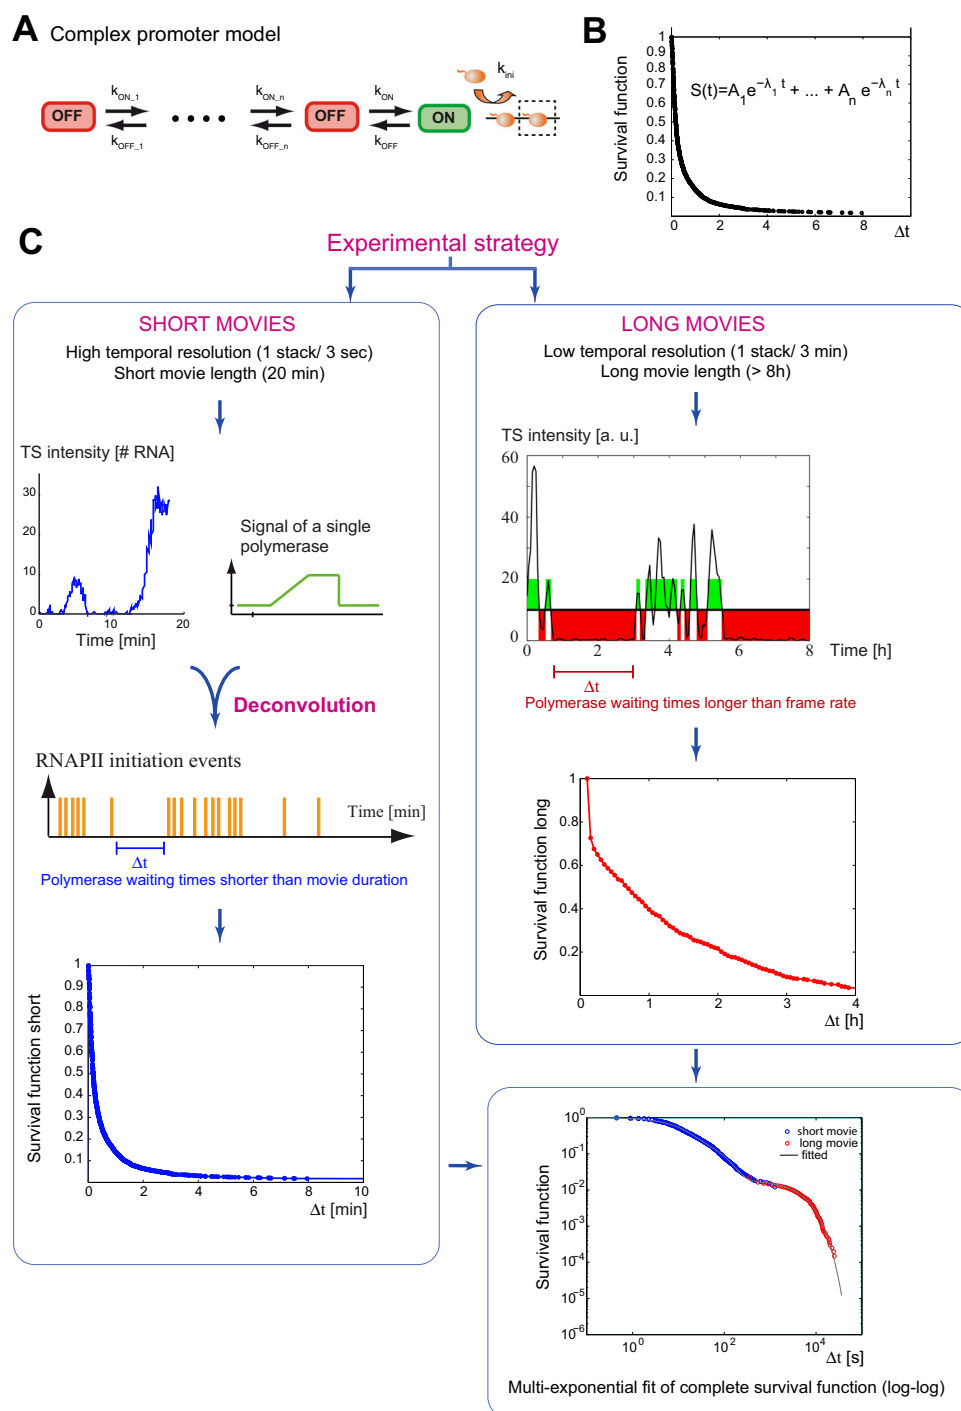 A Complex promoter model
k_ON_1 k_ON_n k_ON k_ini
OFF OFF ON
k_OFF_1 k_OFF_n k_OFF
B
Survival function
1
0.9
0.8
0.7
0.6
0.5
0.4
0.3
0.2
0.1
S(t)=A_1e^{-λ_1 t} + ... + A_n e^{-λ_n t}
0 2 4 6 8 Δt
C
Experimental strategy
SHORT MOVIES
High temporal resolution (1 stack/ 3 sec)
Short movie length (20 min)
TS intensity [# RNA]
30
20
10
0
0 10 20
Time [min]
Signal of a single
polymerase
Deconvolution
RNAPII initiation events
Time [min]
Δt
Polymerase waiting times shorter than movie duration
Survival function short
1
0.9
0.8
0.7
0.6
0.5
0.4
0.3
0.2
0.1
0 2 4 6 8 10
Δt [min]
LONG MOVIES
Low temporal resolution (1 stack/ 3 min)
Long movie length (> 8h)
TS intensity [a. u.]
60
40
20
0
0 2 4 6 8 Time [h]
Δt
Polymerase waiting times longer than frame rate
Survival function long
1
0.8
0.6
0.4
0.2
0 1 2 3 4
Δt [h]
Survival function
10^0
10^-1
10^-2
10^-3
10^-4
10^-5
10^-6
short movie
long movie
fitted
10^0 10^2 10^4
Δt [s]
Multi-exponential fit of complete survival function (log-log)